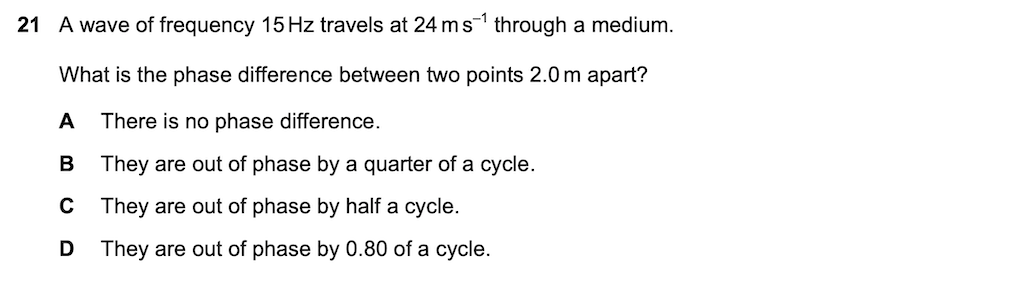 21 A wave of frequency 15 Hz travels at 24 m s⁻¹ through a medium.
What is the phase difference between two points 2.0 m apart?
A There is no phase difference.
B They are out of phase by a quarter of a cycle.
C They are out of phase by half a cycle.
D They are out of phase by 0.80 of a cycle.